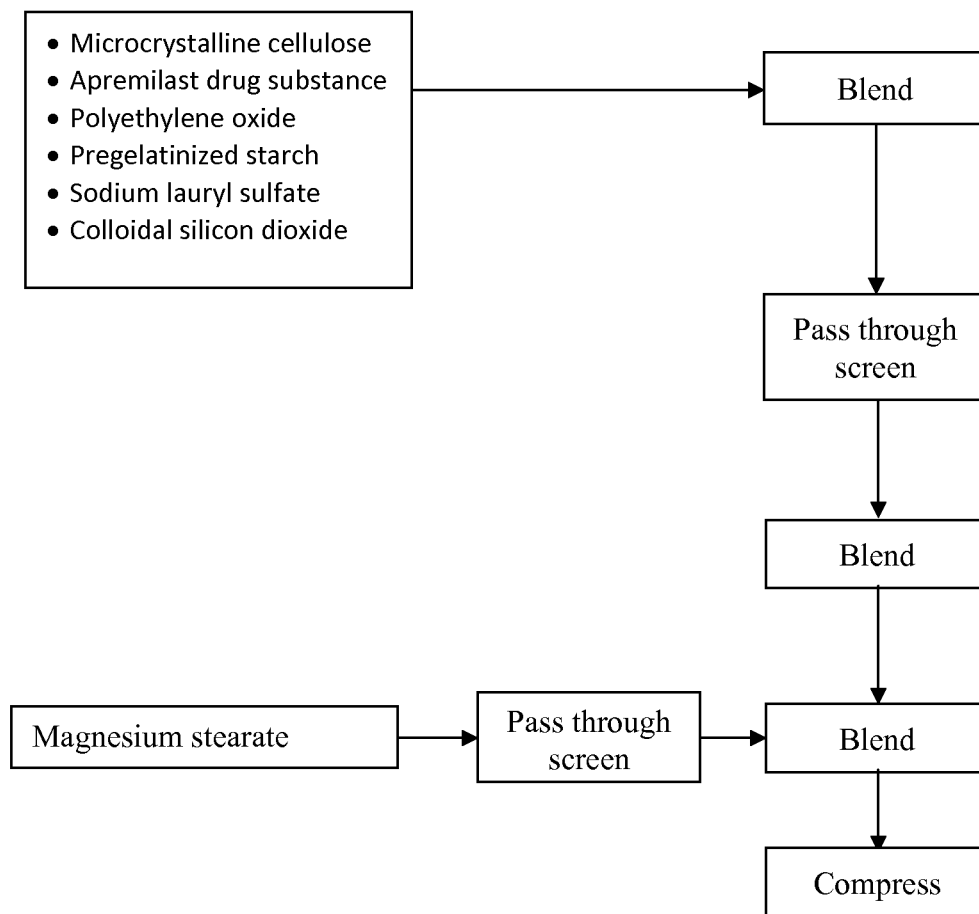 • Microcrystalline cellulose
• Apremilast drug substance
• Polyethylene oxide
• Pregelatinized starch
• Sodium lauryl sulfate
• Colloidal silicon dioxide
Blend
Pass through
screen
Blend
Magnesium stearate
Pass through
screen
Blend
Compress